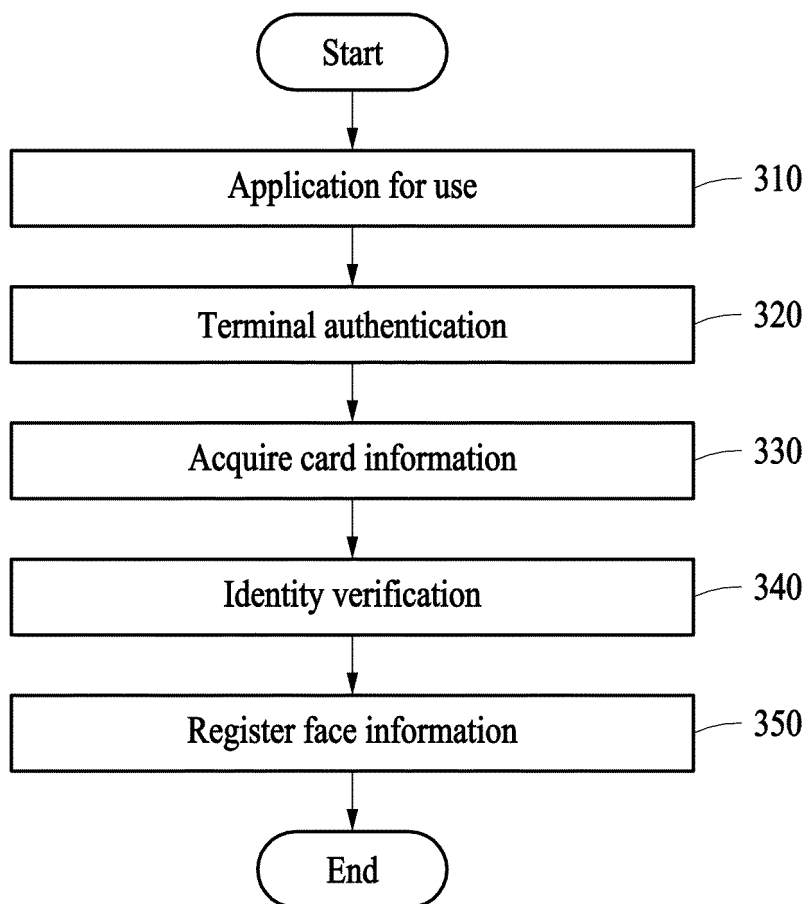 Start
Application for use 310
Terminal authentication 320
Acquire card information 330
Identity verification 340
Register face information 350
End